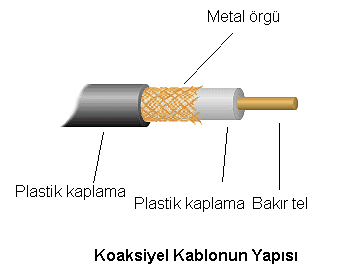 Metal örgü
Plastik kaplama
Plastik kaplama
Bakır tel
Koaksiyel Kablonun Yapısı